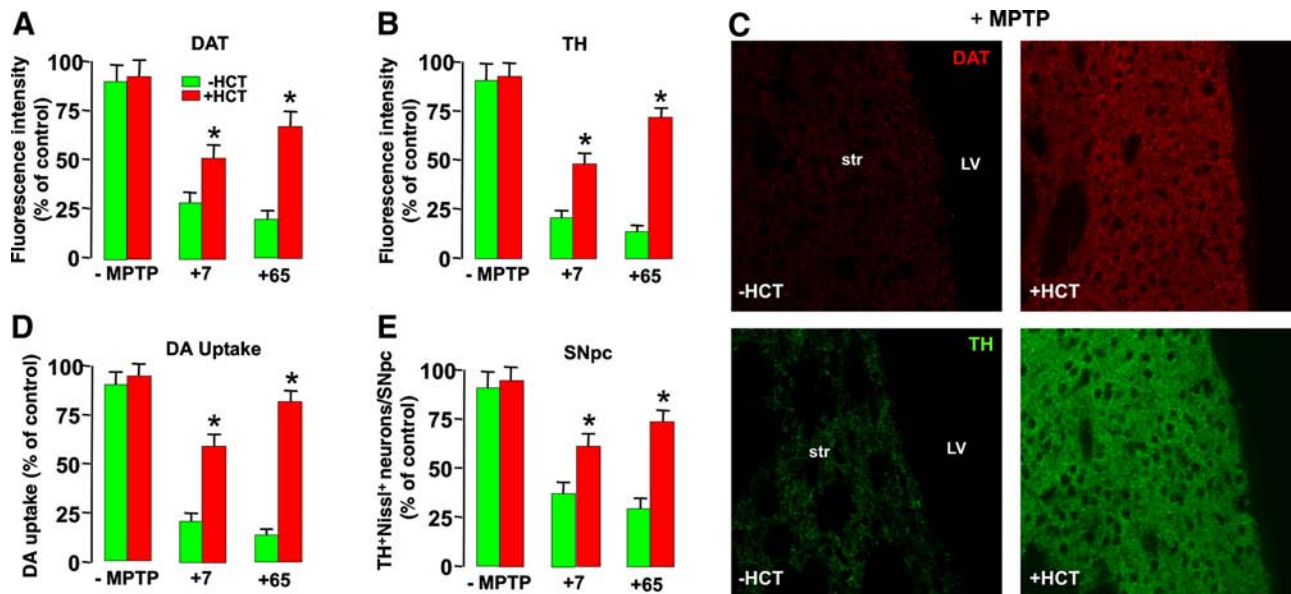 A
DAT
Fluorescence intensity
(% of control)
100
75
50
25
0
-HCT
+HCT
*
*
- MPTP
+7
+65
B
TH
Fluorescence intensity
(% of control)
100
75
50
25
0
*
*
- MPTP
+7
+65
C
+ MPTP
DAT
str
LV
-HCT
+HCT
TH
str
LV
-HCT
+HCT
D
DA Uptake
DA uptake (% of control)
100
75
50
25
0
*
*
- MPTP
+7
+65
E
SNpc
TH⁺Nissl⁺ neurons/SNpc
(% of control)
100
75
50
25
0
*
*
- MPTP
+7
+65